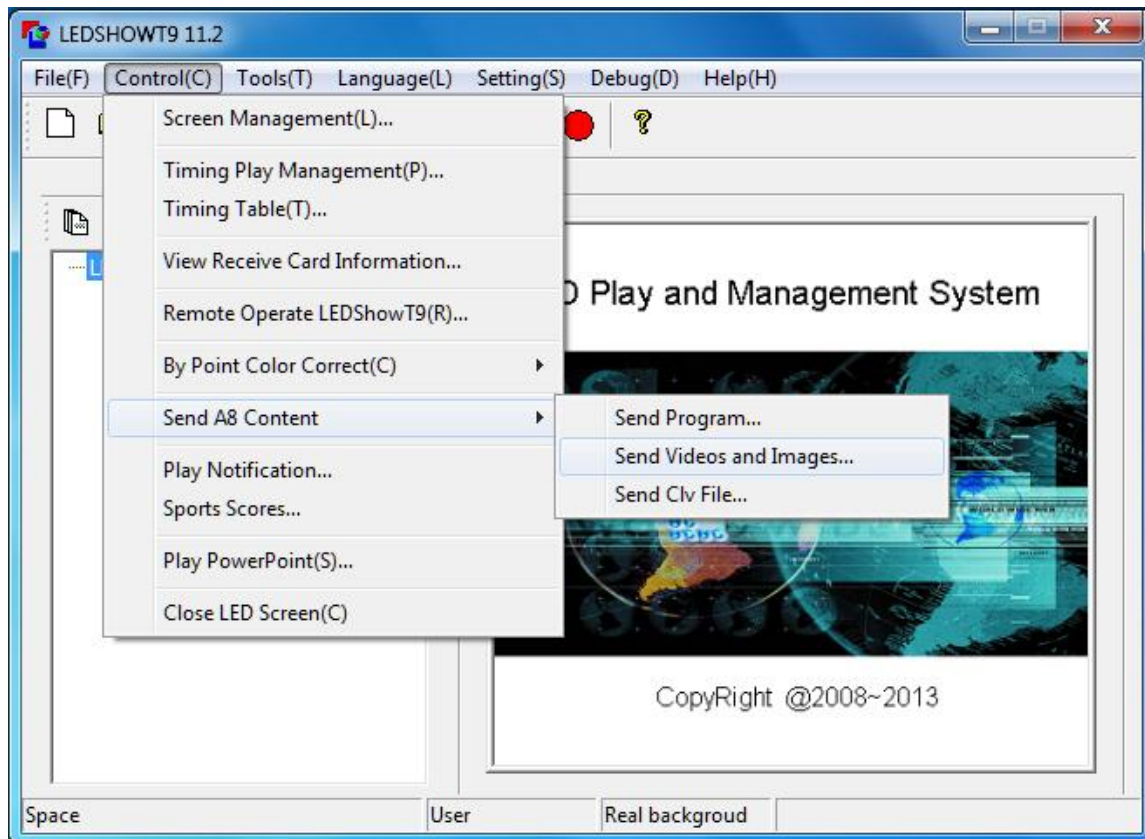 LEDSHOWT9 11.2
File(F) Control(C) Tools(T) Language(L) Setting(S) Debug(D) Help(H)
Screen Management(L)...
Timing Play Management(P)...
Timing Table(T)...
View Receive Card Information...
Remote Operate LEDShowT9(R)...
By Point Color Correct(C)
Send A8 Content
Play Notification...
Sports Scores...
Play PowerPoint(S)...
Close LED Screen(C)
Send Program...
Send Videos and Images...
Send Clv File...
Play and Management System
CopyRight @2008~2013
Space User Real backgroud